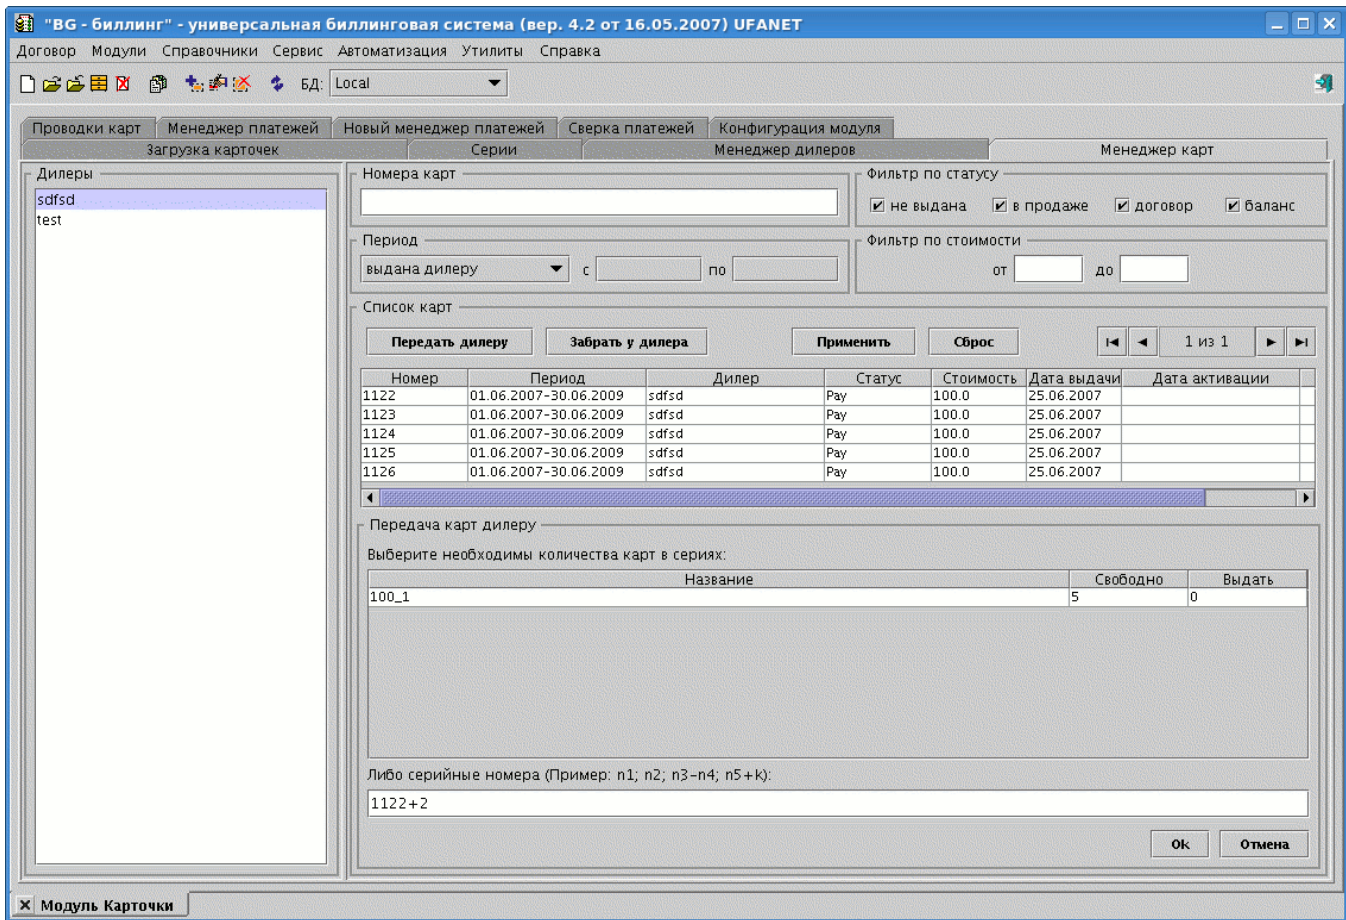 "BG - биллинг" - универсальная биллинговая система (вер. 4.2 от 16.05.2007) UFANET
Договор Модули Справочники Сервис Автоматизация Утилиты Справка
БД: Local
Проводки карт Менеджер платежей Новый менеджер платежей Сверка платежей Конфигурация модуля
Загрузка карточек Серии Менеджер дилеров Менеджер карт
Дилеры
sdfsd
test
Номера карт
Фильтр по статусу
не выдана в продаже договор баланс
Период
выдана дилеру с по
Фильтр по стоимости
от до
Список карт
Передать дилеру Забрать у дилера Применить Сброс 1 из 1
Номер Период Дилер Статус Стоимость Дата выдачи Дата активации
1122 01.06.2007-30.06.2009 sdfsd Pay 100.0 25.06.2007
1123 01.06.2007-30.06.2009 sdfsd Pay 100.0 25.06.2007
1124 01.06.2007-30.06.2009 sdfsd Pay 100.0 25.06.2007
1125 01.06.2007-30.06.2009 sdfsd Pay 100.0 25.06.2007
1126 01.06.2007-30.06.2009 sdfsd Pay 100.0 25.06.2007
Передача карт дилеру
Выберите необходимы количества карт в сериях:
Название Свободно Выдать
100_1 5 0
Либо серийные номера (Пример: n1; n2; n3-n4; n5+k):
1122+2
Ok Отмена
Модуль Карточки